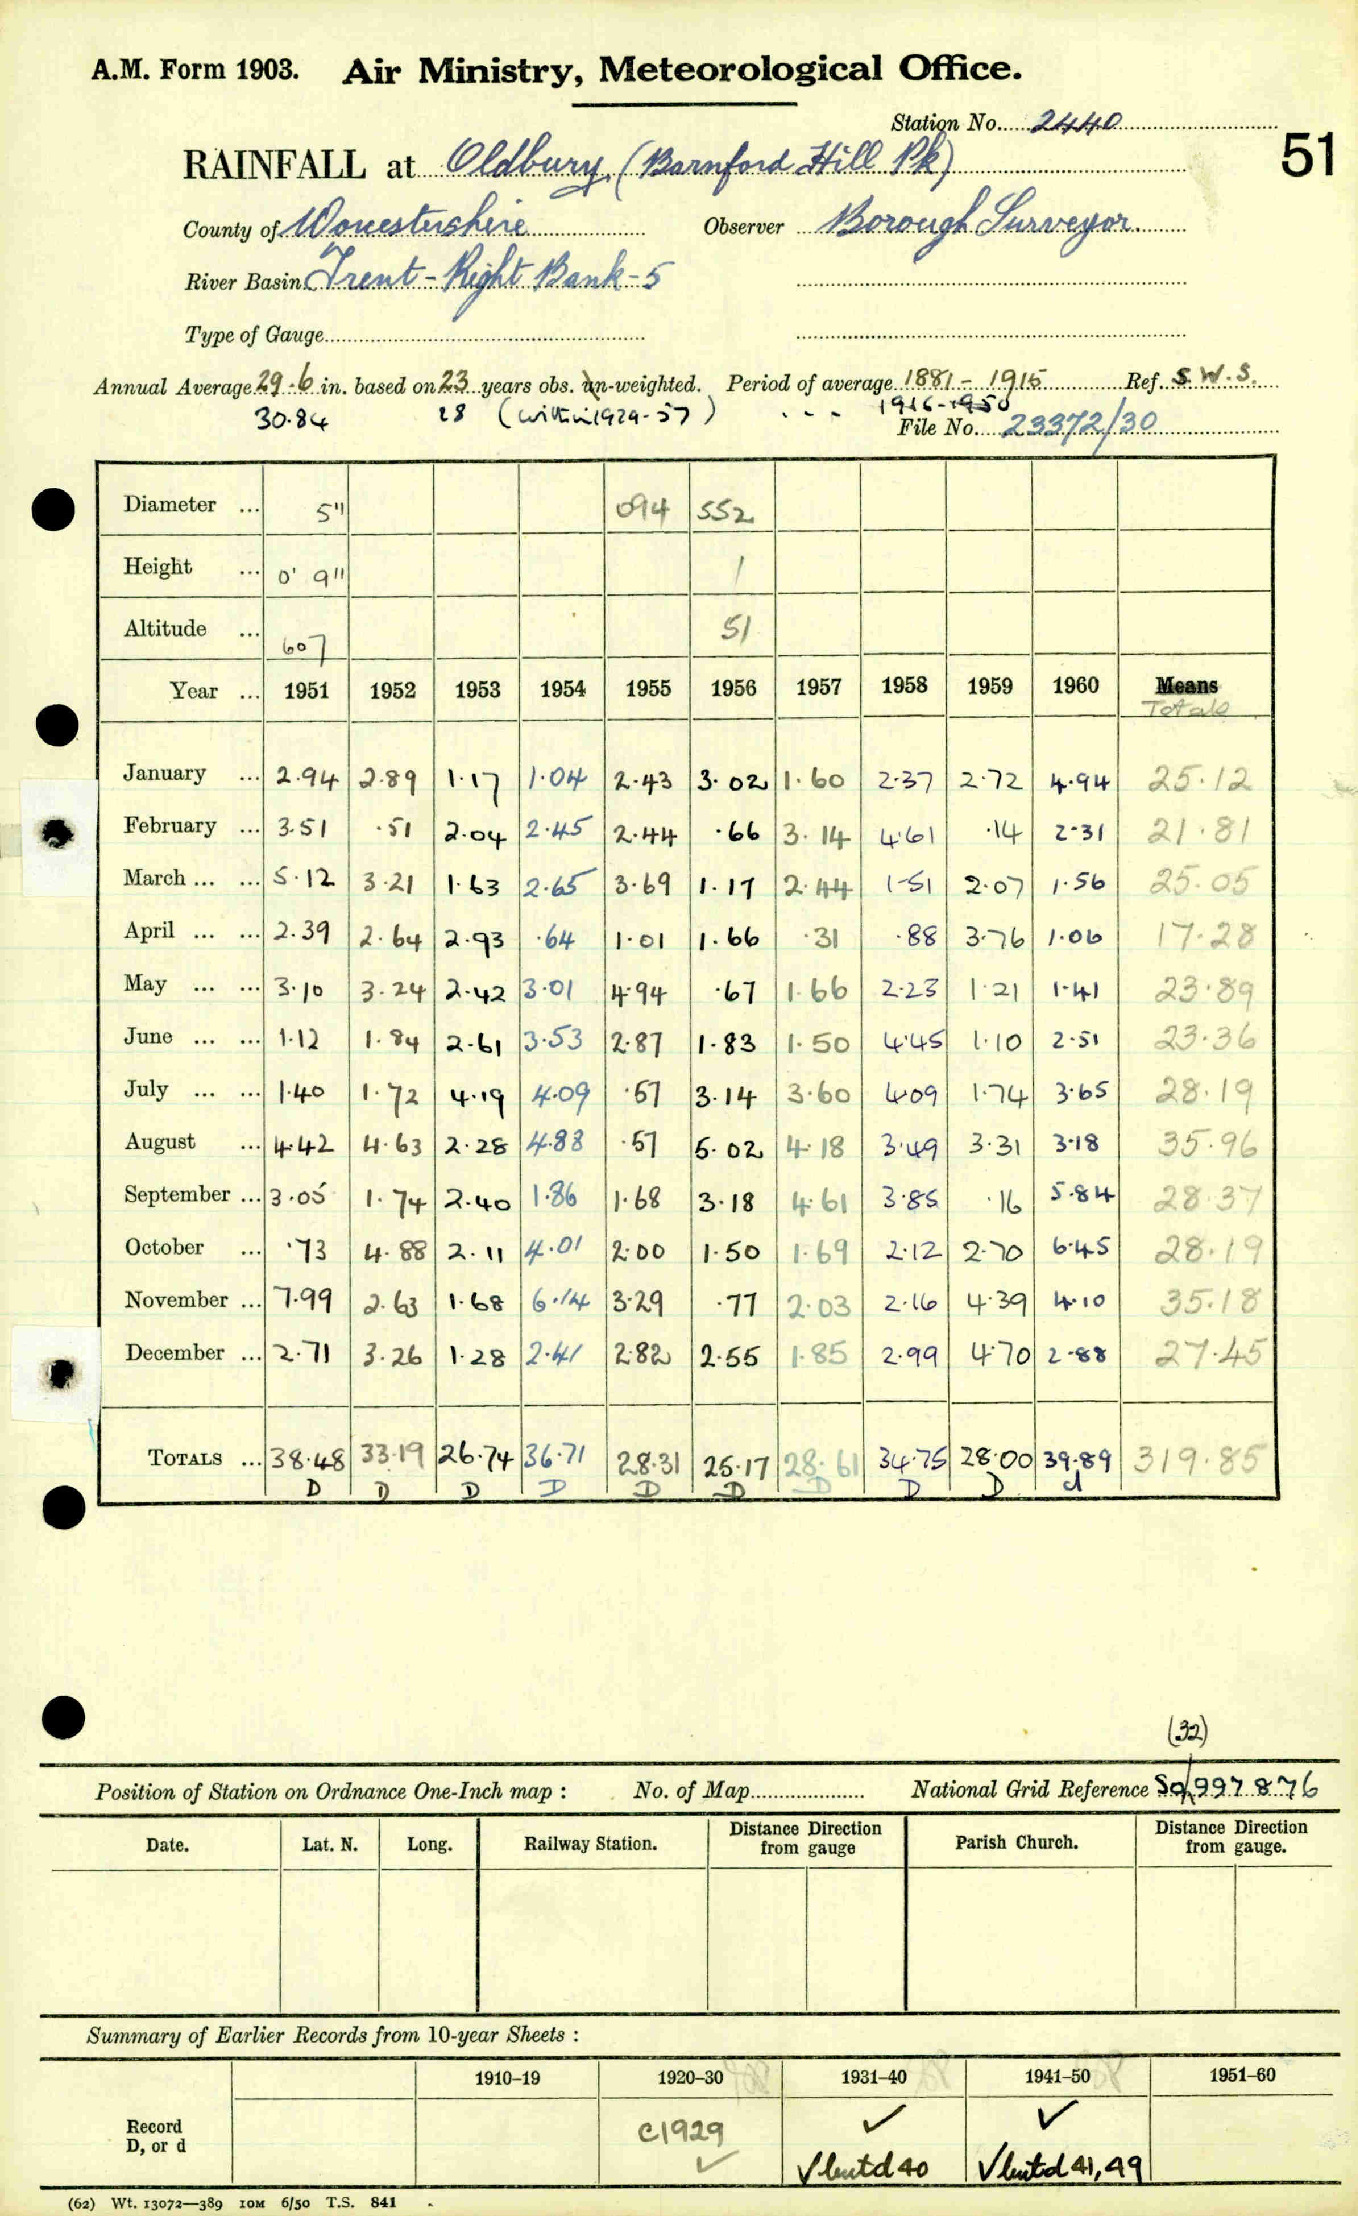 A.M. Form 1903. Air Ministry, Meteorological Office.
Station No. 2440
51
RAINFALL at Oldbury. (Barnford Hill Pk)
County of Worcestershire Observer Borough Surveyor
River Basin Trent - Right Bank - 5
Type of Gauge
Annual Average 29.6 in. based on 23 years obs. un-weighted. Period of average 1881 - 1915 Ref. S.W.S.
30.84 28 (within 1929-57) 1916-1950
File No. 23372/30
Diameter ... 5" 094 552
Height ... 0' 9" 1
Altitude ... 607 51
Year ... 1951 1952 1953 1954 1955 1956 1957 1958 1959 1960 Means
Totals
January ... 2.94 2.89 1.17 1.04 2.43 3.02 1.60 2.37 2.72 4.94 25.12
February ... 3.51 .51 2.04 2.45 2.44 .66 3.14 4.61 .14 2.31 21.81
March ... ... 5.12 3.21 1.63 2.65 3.69 1.17 2.44 1.51 2.07 1.56 25.05
April ... ... 2.39 2.64 2.93 .64 1.01 1.66 .31 .88 3.76 1.06 17.28
May ... ... 3.10 3.24 2.42 3.01 4.94 .67 1.66 2.23 1.21 1.41 23.89
June ... ... 1.12 1.84 2.61 3.53 2.87 1.83 1.50 4.45 1.10 2.51 23.36
July ... ... 1.40 1.72 4.19 4.09 .57 3.14 3.60 4.09 1.74 3.65 28.19
August ... 4.42 4.63 2.28 4.88 .57 5.02 4.18 3.49 3.31 3.18 35.96
September ... 3.05 1.74 2.40 1.86 1.68 3.18 4.61 3.85 .16 5.84 28.37
October ... .73 4.88 2.11 4.01 2.00 1.50 1.69 2.12 2.70 6.45 28.19
November ... 7.99 2.63 1.68 6.14 3.29 .77 2.03 2.16 4.39 4.10 35.18
December ... 2.71 3.26 1.28 2.41 2.82 2.55 1.85 2.99 4.70 2.88 27.45
TOTALS ... 38.48 33.19 26.74 36.71 28.31 25.17 28.61 34.75 28.00 39.89 319.85
D D D D D D D D D d
(32)
Position of Station on Ordnance One-Inch map : No. of Map National Grid Reference SO/997876
Date. Lat. N. Long. Railway Station. Distance Direction from gauge Parish Church. Distance Direction from gauge.
Summary of Earlier Records from 10-year Sheets :
1910–19 1920–30 1931–40 1941–50 1951–60
Record D, or d c1929 ✓ ✓
✓ ✓ but d 40 ✓ but d 41, 49
(62) Wt. 13072—389 10M 6/50 T.S. 841